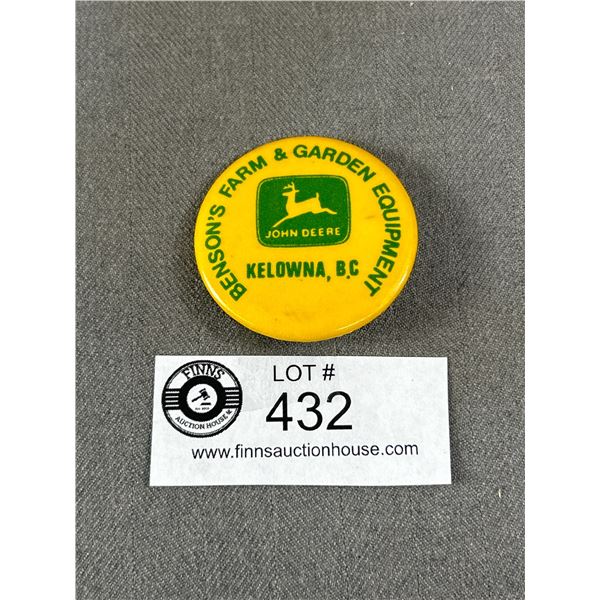 BENSON'S FARM & GARDEN EQUIPMENT
JOHN DEERE
KELOWNA, B,C
FINNS
AUCTION HOUSE
LOT #
432
www.finnsauctionhouse.com